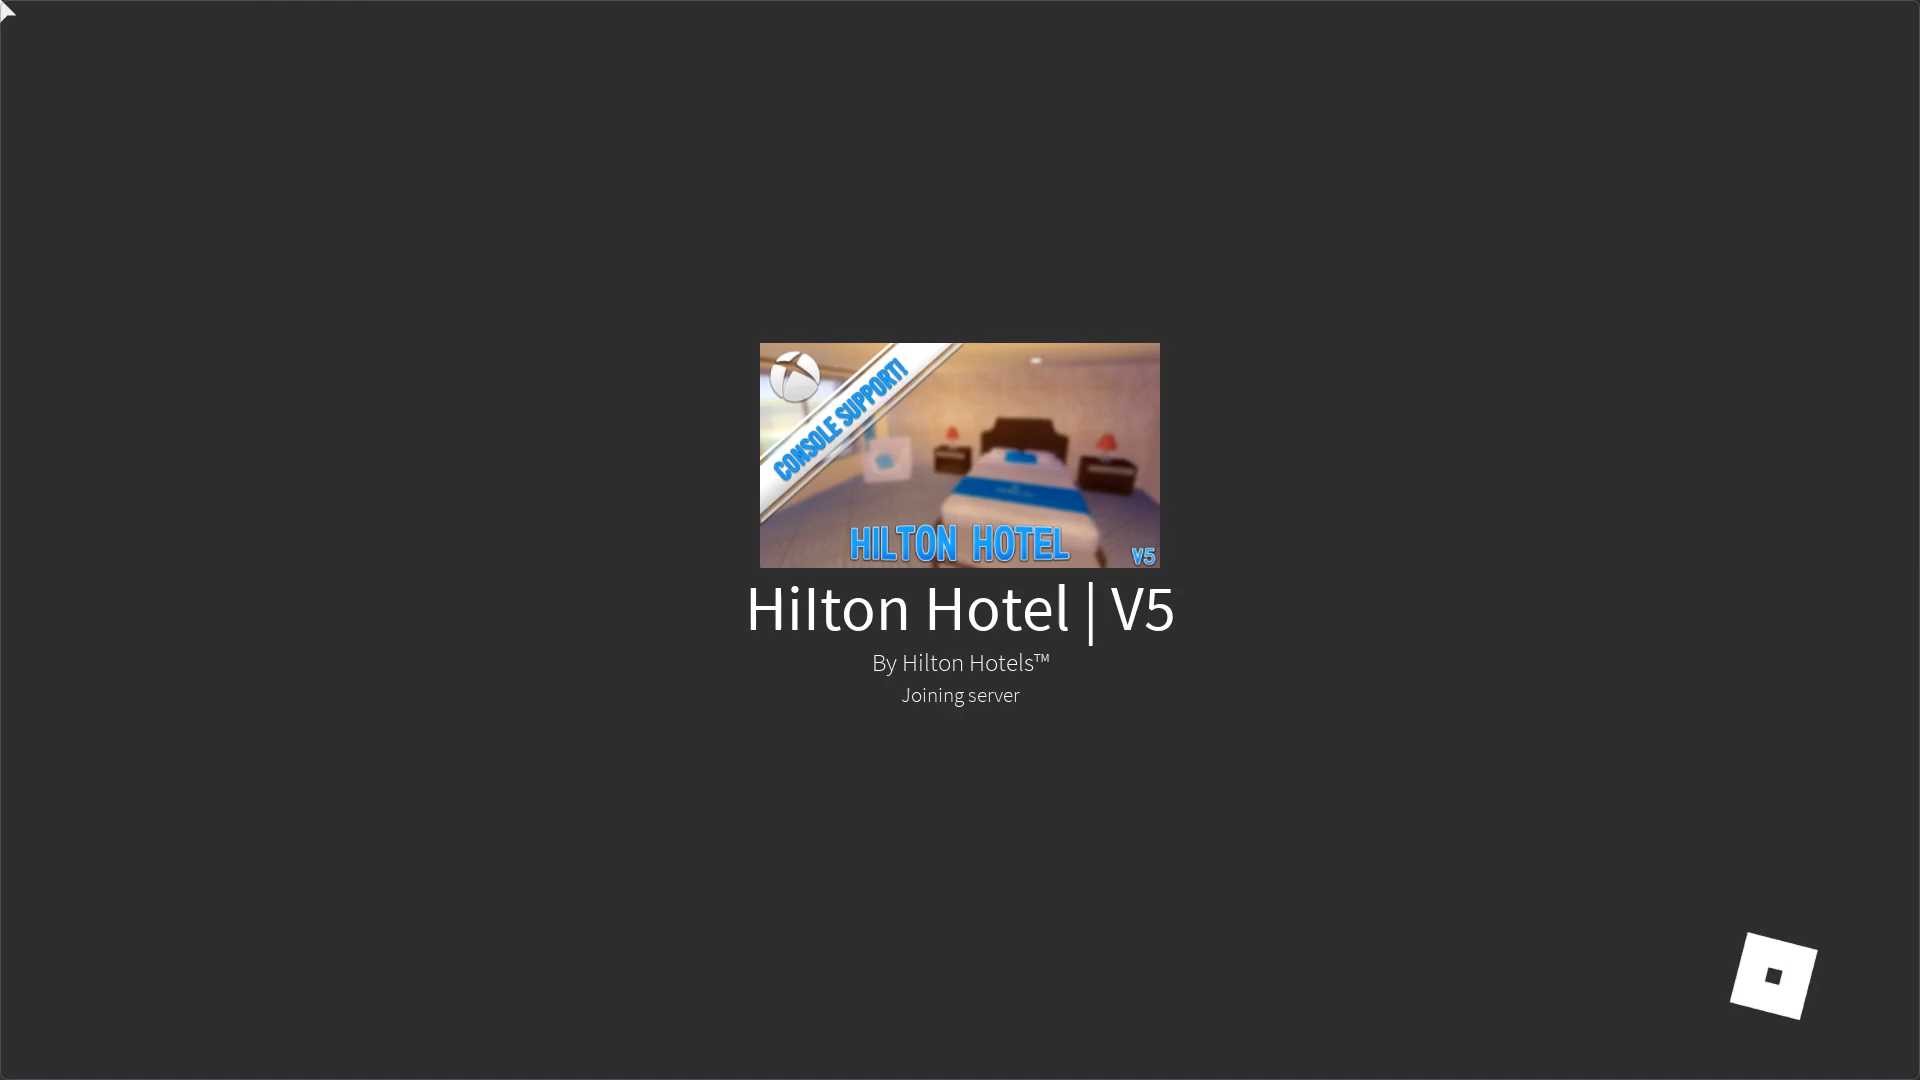 CONSOLE SUPPORT!
HILTON HOTEL
V5
Hilton Hotel | V5
By Hilton Hotels™
Joining server